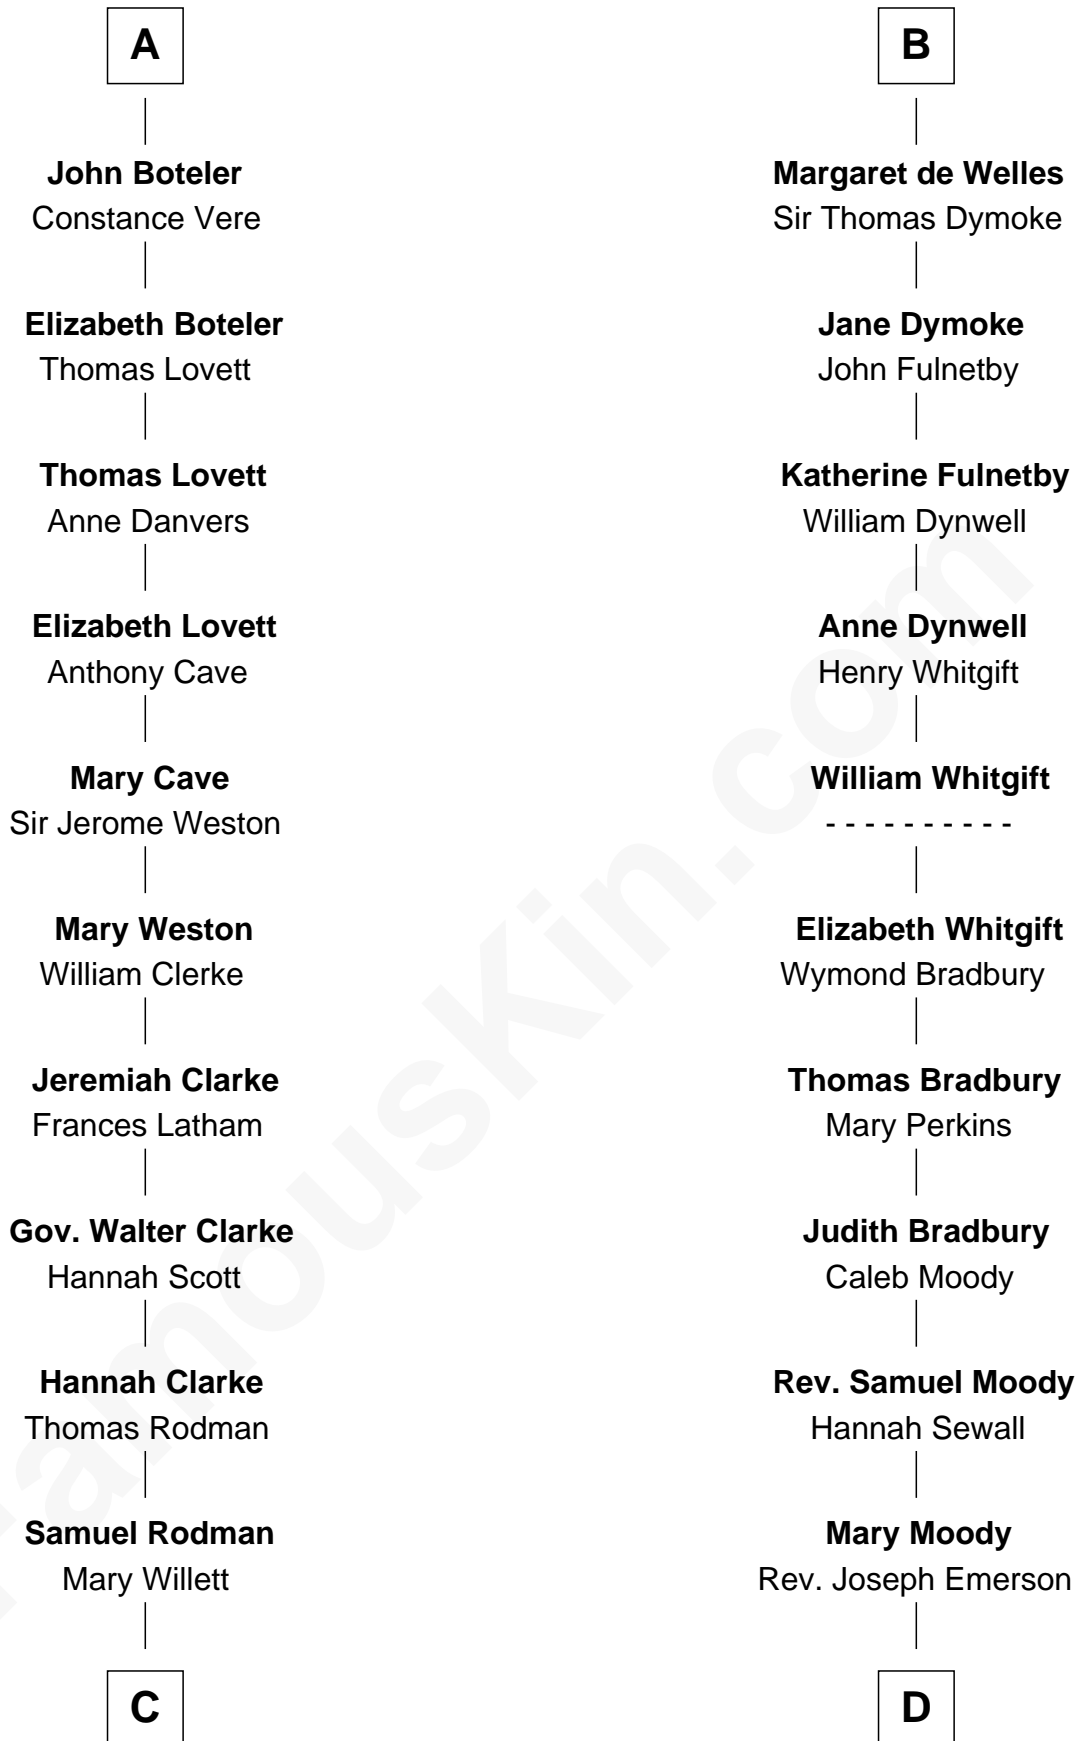 A
John Boteler
Constance Vere
Elizabeth Boteler
Thomas Lovett
Thomas Lovett
Anne Danvers
Elizabeth Lovett
Anthony Cave
Mary Cave
Sir Jerome Weston
Mary Weston
William Clerke
Jeremiah Clarke
Frances Latham
Gov. Walter Clarke
Hannah Scott
Hannah Clarke
Thomas Rodman
Samuel Rodman
Mary Willett
C
B
Margaret de Welles
Sir Thomas Dymoke
Jane Dymoke
John Fulnetby
Katherine Fulnetby
William Dynwell
Anne Dynwell
Henry Whitgift
William Whitgift
- - - - - - - - - -
Elizabeth Whitgift
Wymond Bradbury
Thomas Bradbury
Mary Perkins
Judith Bradbury
Caleb Moody
Rev. Samuel Moody
Hannah Sewall
Mary Moody
Rev. Joseph Emerson
D
FamousKin.com